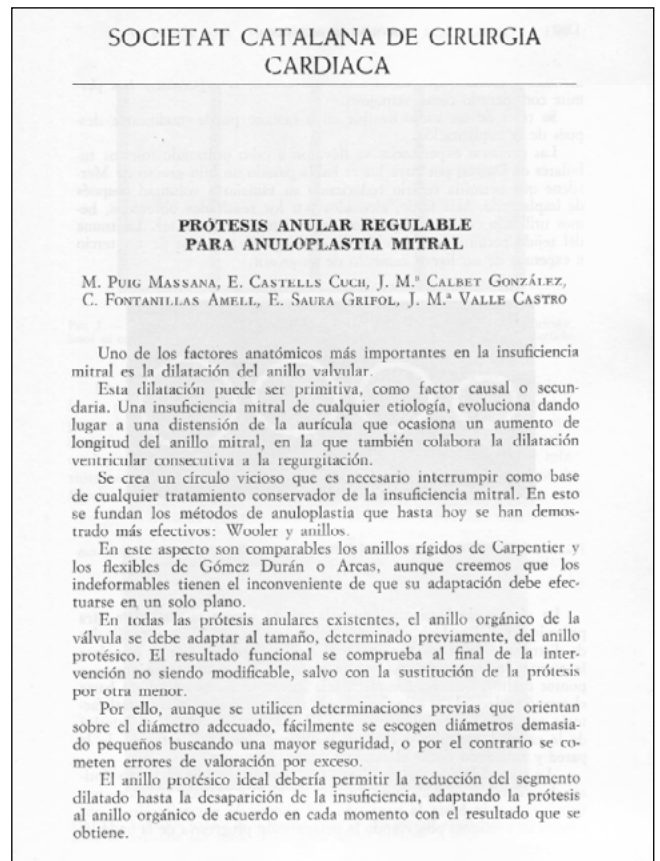 SOCIETAT CATALANA DE CIRURGIA
CARDIACA
PRÓTESIS ANULAR REGULABLE
PARA ANULOPLASTIA MITRAL
M. Puig Massana, E. Castells Cuch, J. M.ª Calbet González,
C. Fontanillas Amell, E. Saura Grifol, J. M.ª Valle Castro
Uno de los factores anatómicos más importantes en la insuficiencia
mitral es la dilatación del anillo valvular.
Esta dilatación puede ser primitiva, como factor causal o secun-
daria. Una insuficiencia mitral de cualquier etiología, evoluciona dando
lugar a una distensión de la aurícula que ocasiona un aumento de
longitud del anillo mitral, en la que también colabora la dilatación
ventricular consecutiva a la regurgitación.
Se crea un círculo vicioso que es necesario interrumpir como base
de cualquier tratamiento conservador de la insuficiencia mitral. En esto
se fundan los métodos de anuloplastia que hasta hoy se han demos-
trado más efectivos: Wooler y anillos.
En este aspecto son comparables los anillos rígidos de Carpentier y
los flexibles de Gómez Durán o Arcas, aunque creemos que los
indeformables tienen el inconveniente de que su adaptación debe efec-
tuarse en un solo plano.
En todas las prótesis anulares existentes, el anillo orgánico de la
válvula se debe adaptar al tamaño, determinado previamente, del anillo
protésico. El resultado funcional se comprueba al final de la inter-
vención no siendo modificable, salvo con la sustitución de la prótesis
por otra menor.
Por ello, aunque se utilicen determinaciones previas que orientan
sobre el diámetro adecuado, fácilmente se escogen diámetros demasia-
do pequeños buscando una mayor seguridad, o por el contrario se co-
meten errores de valoración por exceso.
El anillo protésico ideal debería permitir la reducción del segmento
dilatado hasta la desaparición de la insuficiencia, adaptando la prótesis
al anillo orgánico de acuerdo en cada momento con el resultado que se
obtiene.